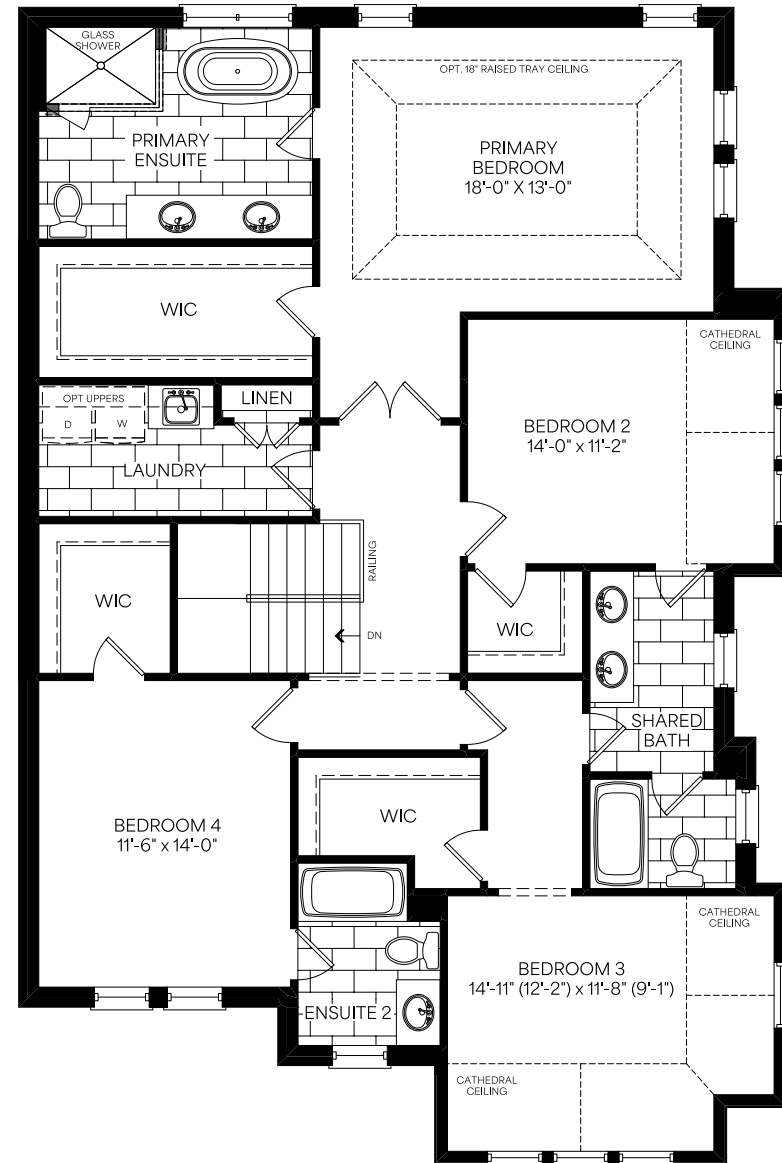 GLASS
SHOWER
OPT. 18" RAISED TRAY CEILING
PRIMARY
ENSUITE
PRIMARY
BEDROOM
18'-0" X 13'-0"
WIC
CATHEDRAL
CEILING
OPT UPPERS
D
W
LINEN
LAUNDRY
BEDROOM 2
14'-0" x 11'-2"
RAILING
WIC
DN
WIC
SHARED
BATH
BEDROOM 4
11'-6" x 14'-0"
WIC
CATHEDRAL
CEILING
BEDROOM 3
14'-11" (12'-2") x 11'-8" (9'-1")
ENSUITE 2
CATHEDRAL
CEILING